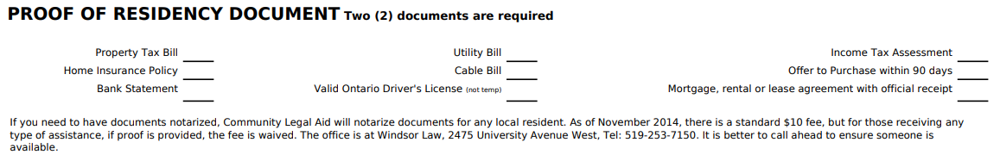 PROOF OF RESIDENCY DOCUMENT Two (2) documents are required
Property Tax Bill Utility Bill Income Tax Assessment
Home Insurance Policy Cable Bill Offer to Purchase within 90 days
Bank Statement Valid Ontario Driver's License (not temp) Mortgage, rental or lease agreement with official receipt
If you need to have documents notarized, Community Legal Aid will notarize documents for any local resident. As of November 2014, there is a standard $10 fee, but for those receiving any
type of assistance, if proof is provided, the fee is waived. The office is at Windsor Law, 2475 University Avenue West, Tel: 519-253-7150. It is better to call ahead to ensure someone is
available.